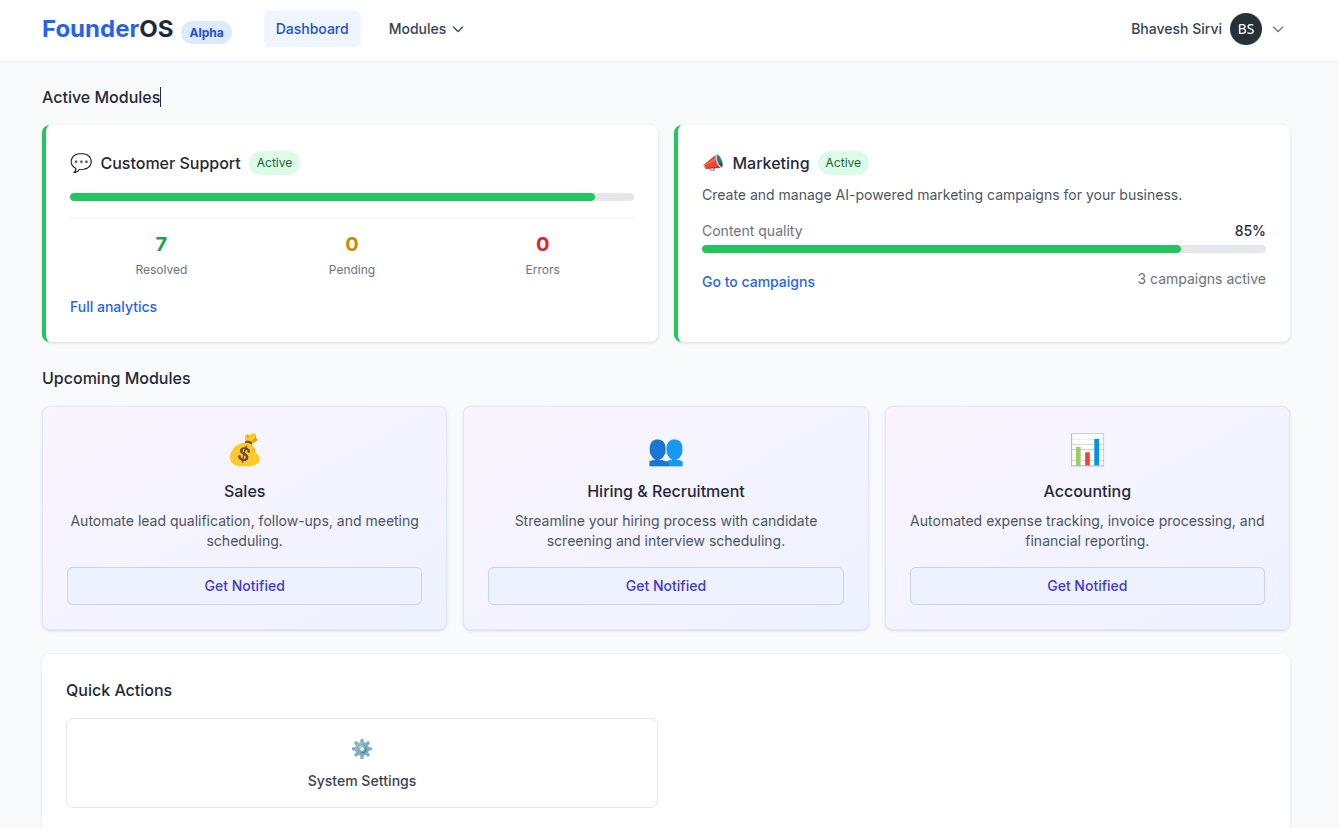 FounderOS Alpha Dashboard Modules Bhavesh Sirvi BS
Active Modules
Customer Support Active
7 0 0
Resolved Pending Errors
Full analytics
Marketing Active
Create and manage AI-powered marketing campaigns for your business.
Content quality 85%
Go to campaigns 3 campaigns active
Upcoming Modules
Sales
Automate lead qualification, follow-ups, and meeting
scheduling.
Get Notified
Hiring & Recruitment
Streamline your hiring process with candidate
screening and interview scheduling.
Get Notified
Accounting
Automated expense tracking, invoice processing, and
financial reporting.
Get Notified
Quick Actions
System Settings